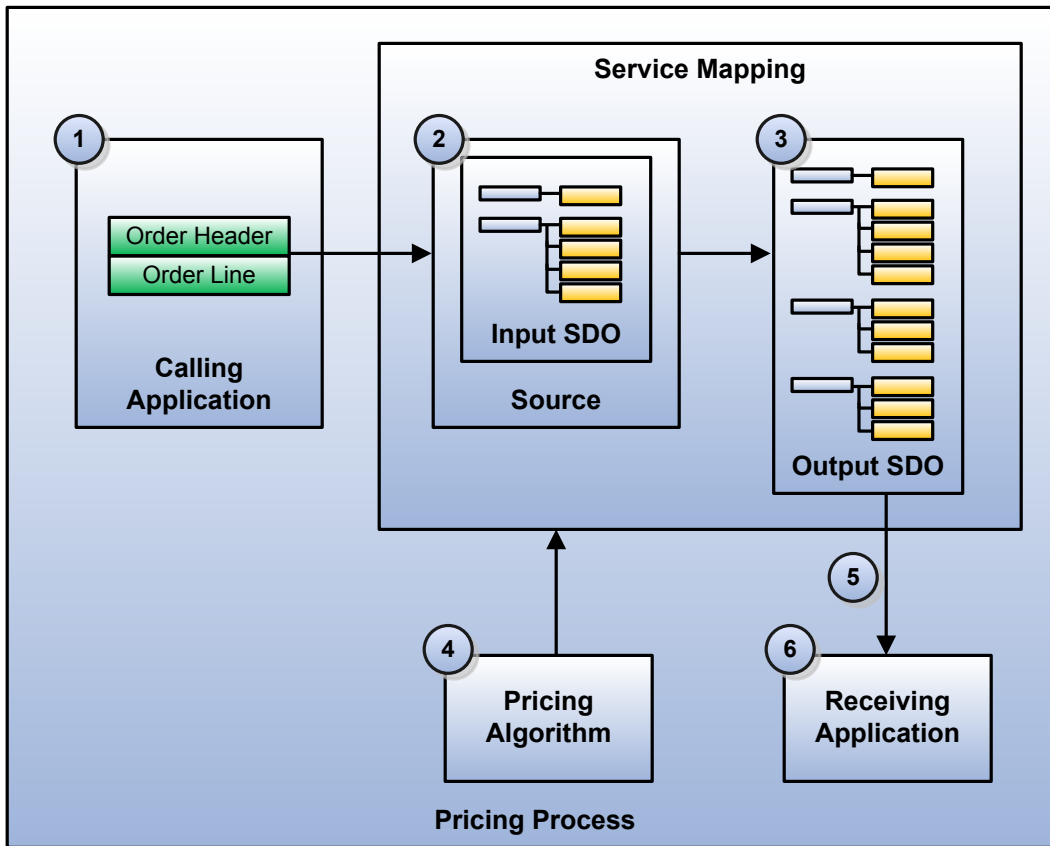 Service Mapping
1
2
3
Order Header
Order Line
Input SDO
Calling
Application
Source
Output SDO
5
4
6
Pricing
Algorithm
Receiving
Application
Pricing Process